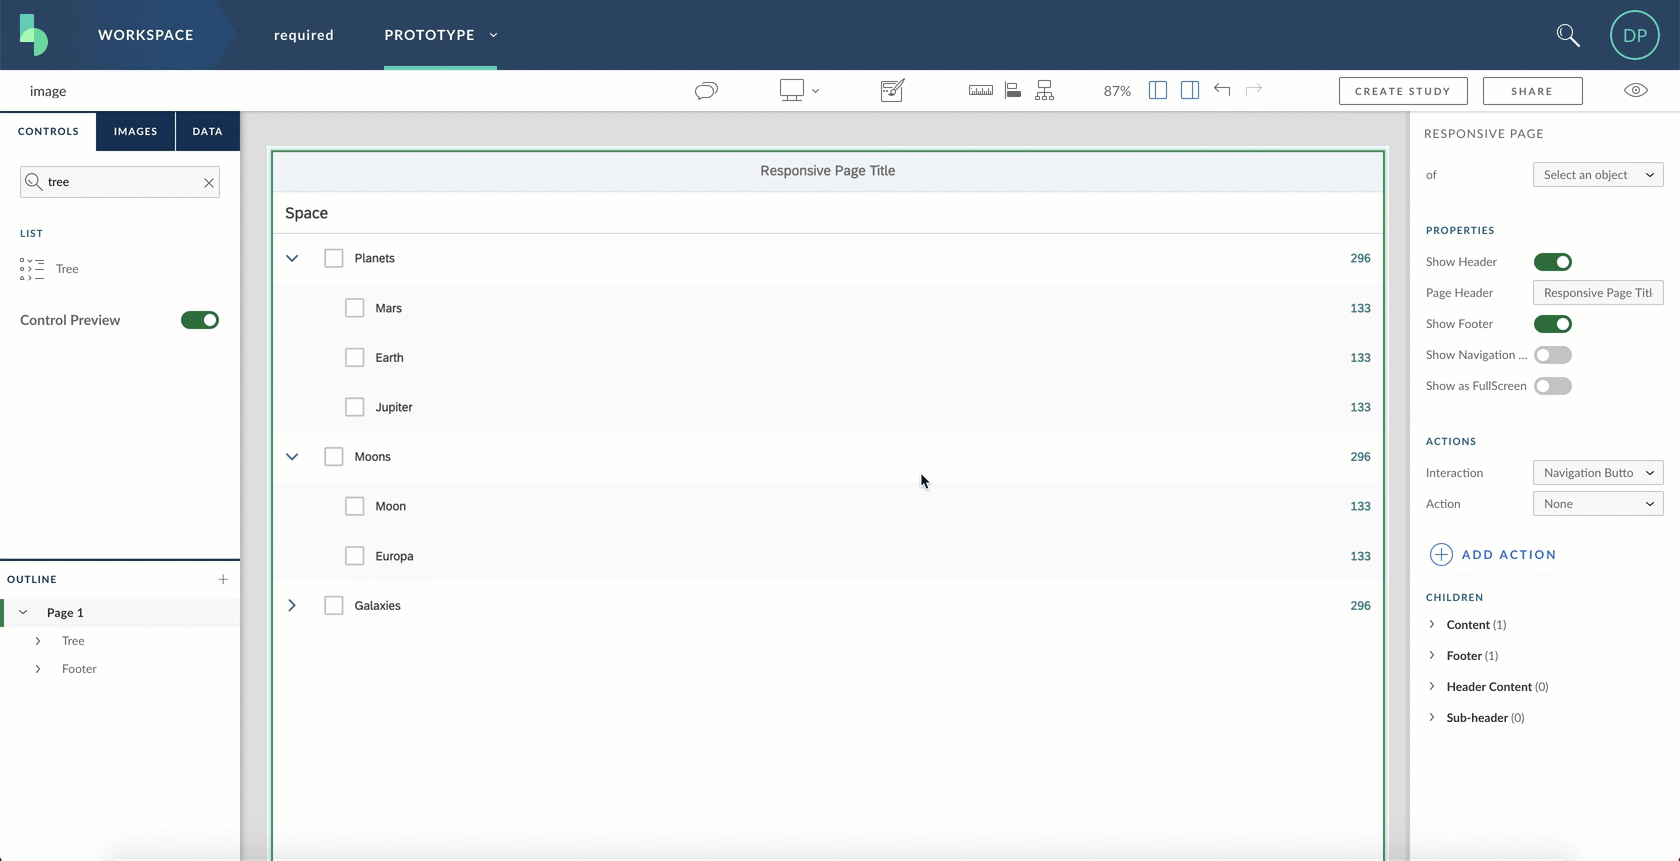 WORKSPACE required PROTOTYPE DP
image 87% CREATE STUDY SHARE
CONTROLS IMAGES DATA
tree
LIST
Tree
Control Preview
OUTLINE
Page 1
Tree
Footer
Responsive Page Title
Space
Planets 296
Mars 133
Earth 133
Jupiter 133
Moons 296
Moon 133
Europa 133
Galaxies 296
RESPONSIVE PAGE
of Select an object
PROPERTIES
Show Header
Page Header Responsive Page Titl
Show Footer
Show Navigation ...
Show as FullScreen
ACTIONS
Interaction Navigation Butto
Action None
ADD ACTION
CHILDREN
Content (1)
Footer (1)
Header Content (0)
Sub-header (0)